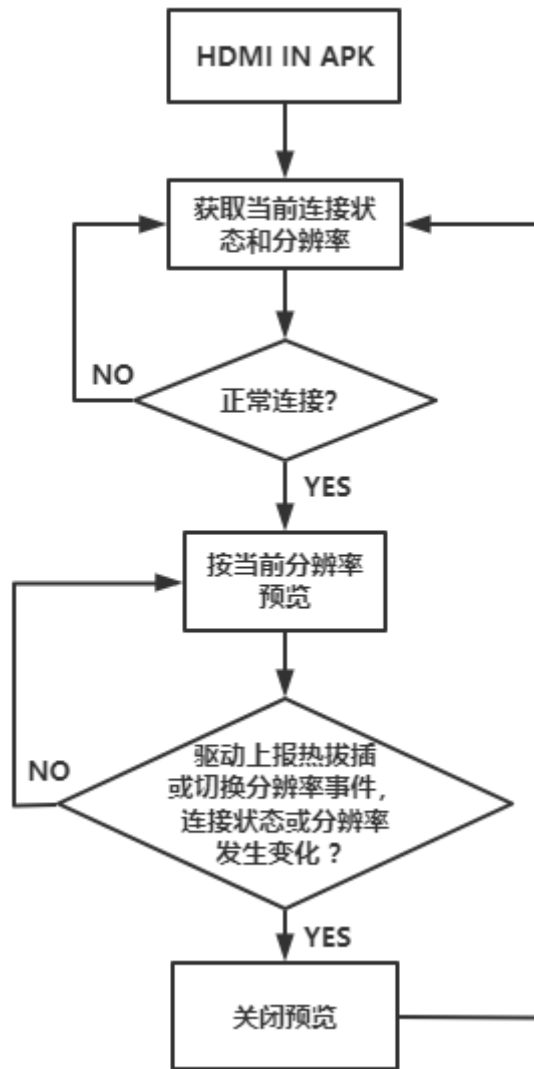 HDMI IN APK
获取当前连接状
态和分辨率
NO
正常连接?
YES
按当前分辨率
预览
驱动上报热拔插
或切换分辨率事件,
连接状态或分辨率
发生变化？
NO
YES
关闭预览